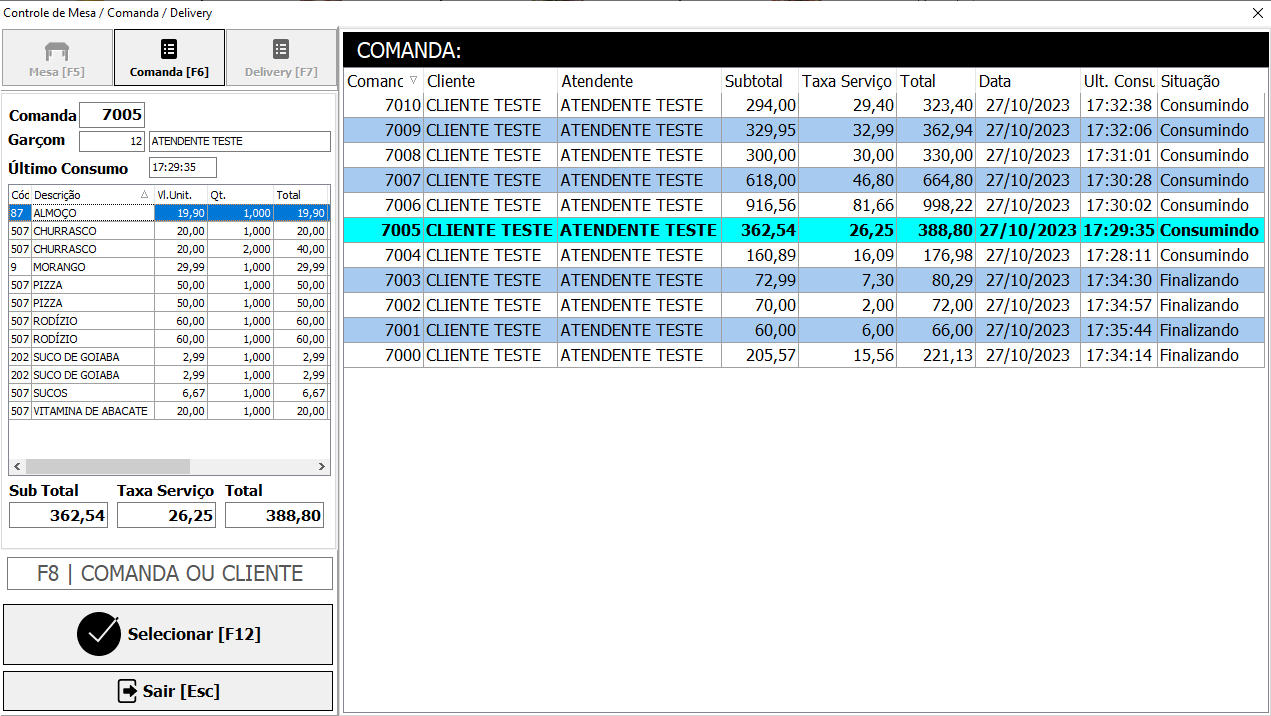 Controle de Mesa / Comanda / Delivery
Mesa [F5]
Comanda [F6]
Delivery [F7]
Comanda 7005
Garçom 12 ATENDENTE TESTE
Último Consumo 17:29:35
Cód Descrição Vl.Unit. Qt. Total
87 ALMOÇO 19,90 1,000 19,90
507 CHURRASCO 20,00 1,000 20,00
507 CHURRASCO 20,00 2,000 40,00
9 MORANGO 29,99 1,000 29,99
507 PIZZA 50,00 1,000 50,00
507 PIZZA 50,00 1,000 50,00
507 RODÍZIO 60,00 1,000 60,00
507 RODÍZIO 60,00 1,000 60,00
202 SUCO DE GOIABA 2,99 1,000 2,99
202 SUCO DE GOIABA 2,99 1,000 2,99
507 SUCOS 6,67 1,000 6,67
507 VITAMINA DE ABACATE 20,00 1,000 20,00
Sub Total Taxa Serviço Total
362,54 26,25 388,80
F8 | COMANDA OU CLIENTE
Selecionar [F12]
Sair [Esc]
COMANDA:
Comanc Cliente Atendente Subtotal Taxa Serviço Total Data Ult. Consu Situação
7010 CLIENTE TESTE ATENDENTE TESTE 294,00 29,40 323,40 27/10/2023 17:32:38 Consumindo
7009 CLIENTE TESTE ATENDENTE TESTE 329,95 32,99 362,94 27/10/2023 17:32:06 Consumindo
7008 CLIENTE TESTE ATENDENTE TESTE 300,00 30,00 330,00 27/10/2023 17:31:01 Consumindo
7007 CLIENTE TESTE ATENDENTE TESTE 618,00 46,80 664,80 27/10/2023 17:30:28 Consumindo
7006 CLIENTE TESTE ATENDENTE TESTE 916,56 81,66 998,22 27/10/2023 17:30:02 Consumindo
7005 CLIENTE TESTE ATENDENTE TESTE 362,54 26,25 388,80 27/10/2023 17:29:35 Consumindo
7004 CLIENTE TESTE ATENDENTE TESTE 160,89 16,09 176,98 27/10/2023 17:28:11 Consumindo
7003 CLIENTE TESTE ATENDENTE TESTE 72,99 7,30 80,29 27/10/2023 17:34:30 Finalizando
7002 CLIENTE TESTE ATENDENTE TESTE 70,00 2,00 72,00 27/10/2023 17:34:57 Finalizando
7001 CLIENTE TESTE ATENDENTE TESTE 60,00 6,00 66,00 27/10/2023 17:35:44 Finalizando
7000 CLIENTE TESTE ATENDENTE TESTE 205,57 15,56 221,13 27/10/2023 17:34:14 Finalizando